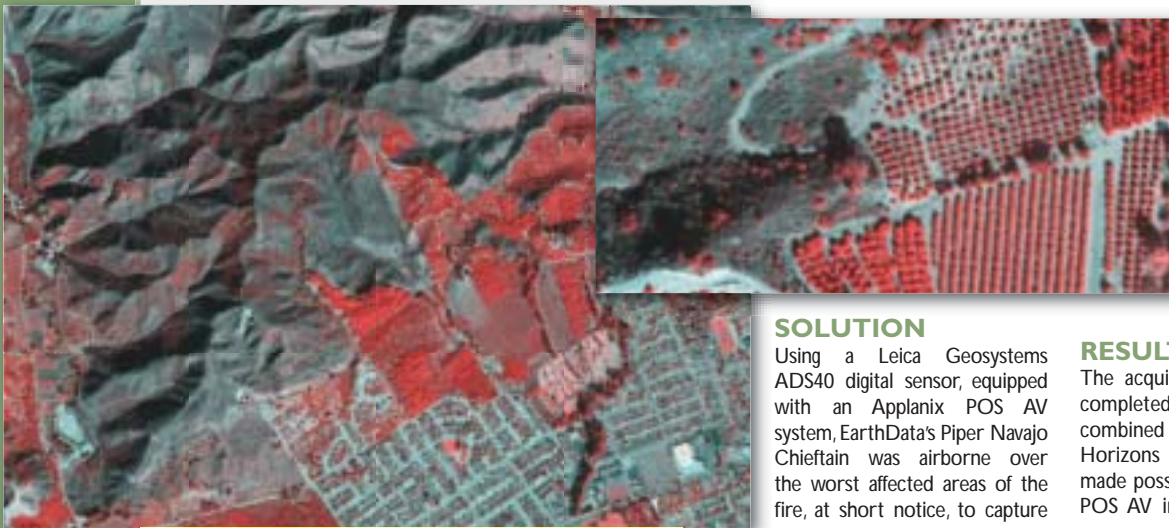 SOLUTION
Using a Leica Geosystems
ADS40 digital sensor, equipped
with an Applanix POS AV
system, EarthData's Piper Navajo
Chieftain was airborne over
the worst affected areas of the
fire, at short notice, to capture
RESUL
The acqui
completed
combined
Horizons
made poss
POS AV i